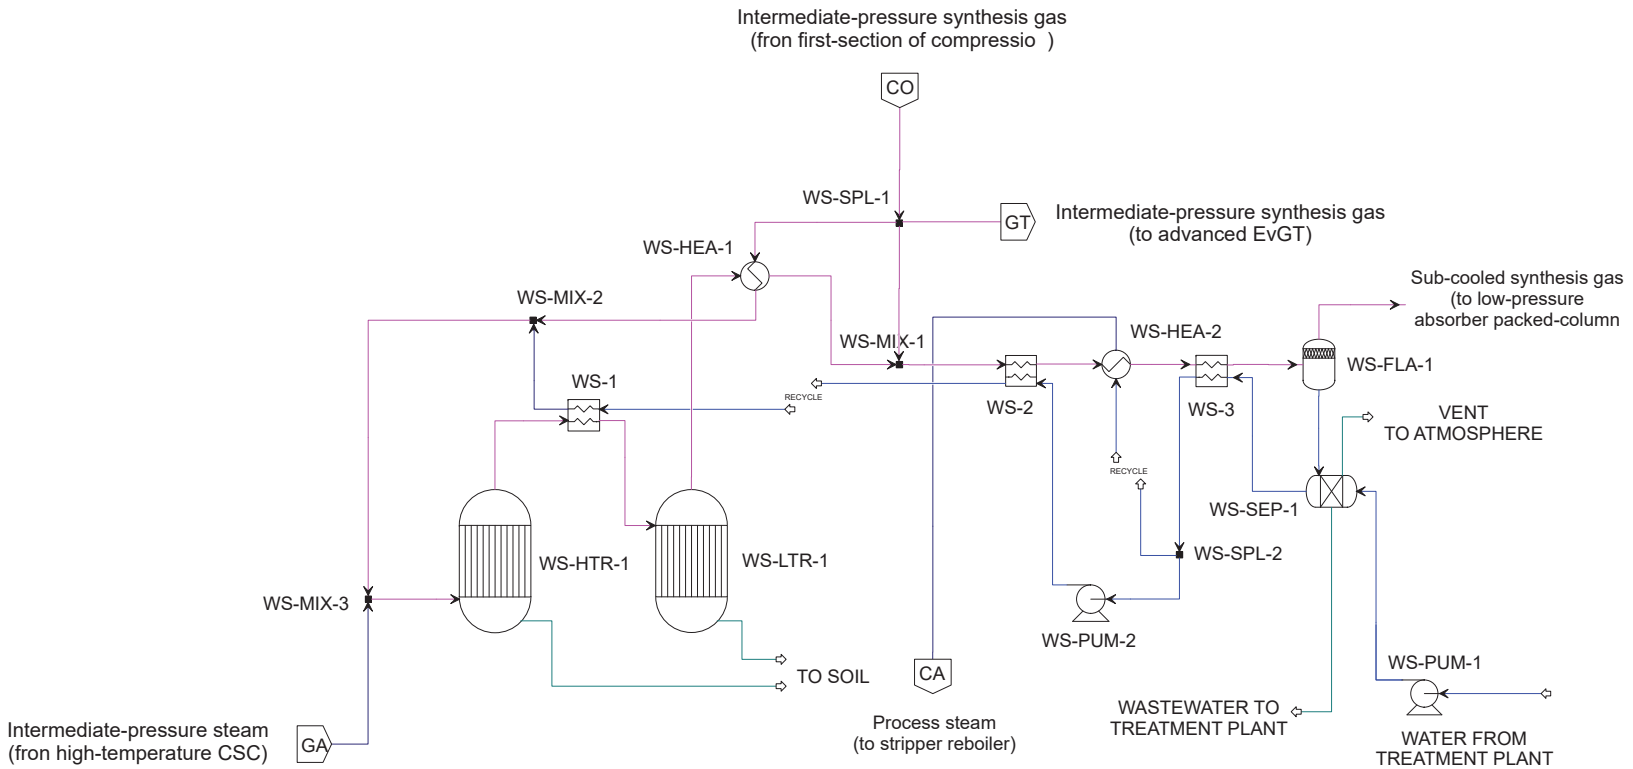 Intermediate-pressure synthesis gas
(fron first-section of compressio )
CO
WS-SPL-1
GT
Intermediate-pressure synthesis gas
(to advanced EvGT)
WS-HEA-1
Sub-cooled synthesis gas
(to low-pressure
absorber packed-column
WS-MIX-2
WS-MIX-1
WS-HEA-2
WS-FLA-1
WS-1
RECYCLE
WS-2
WS-3
VENT
TO ATMOSPHERE
RECYCLE
WS-SEP-1
WS-HTR-1
WS-LTR-1
WS-SPL-2
WS-MIX-3
WS-PUM-2
WS-PUM-1
TO SOIL
CA
Process steam
(to stripper reboiler)
WASTEWATER TO
TREATMENT PLANT
WATER FROM
TREATMENT PLANT
Intermediate-pressure steam
(fron high-temperature CSC)
GA